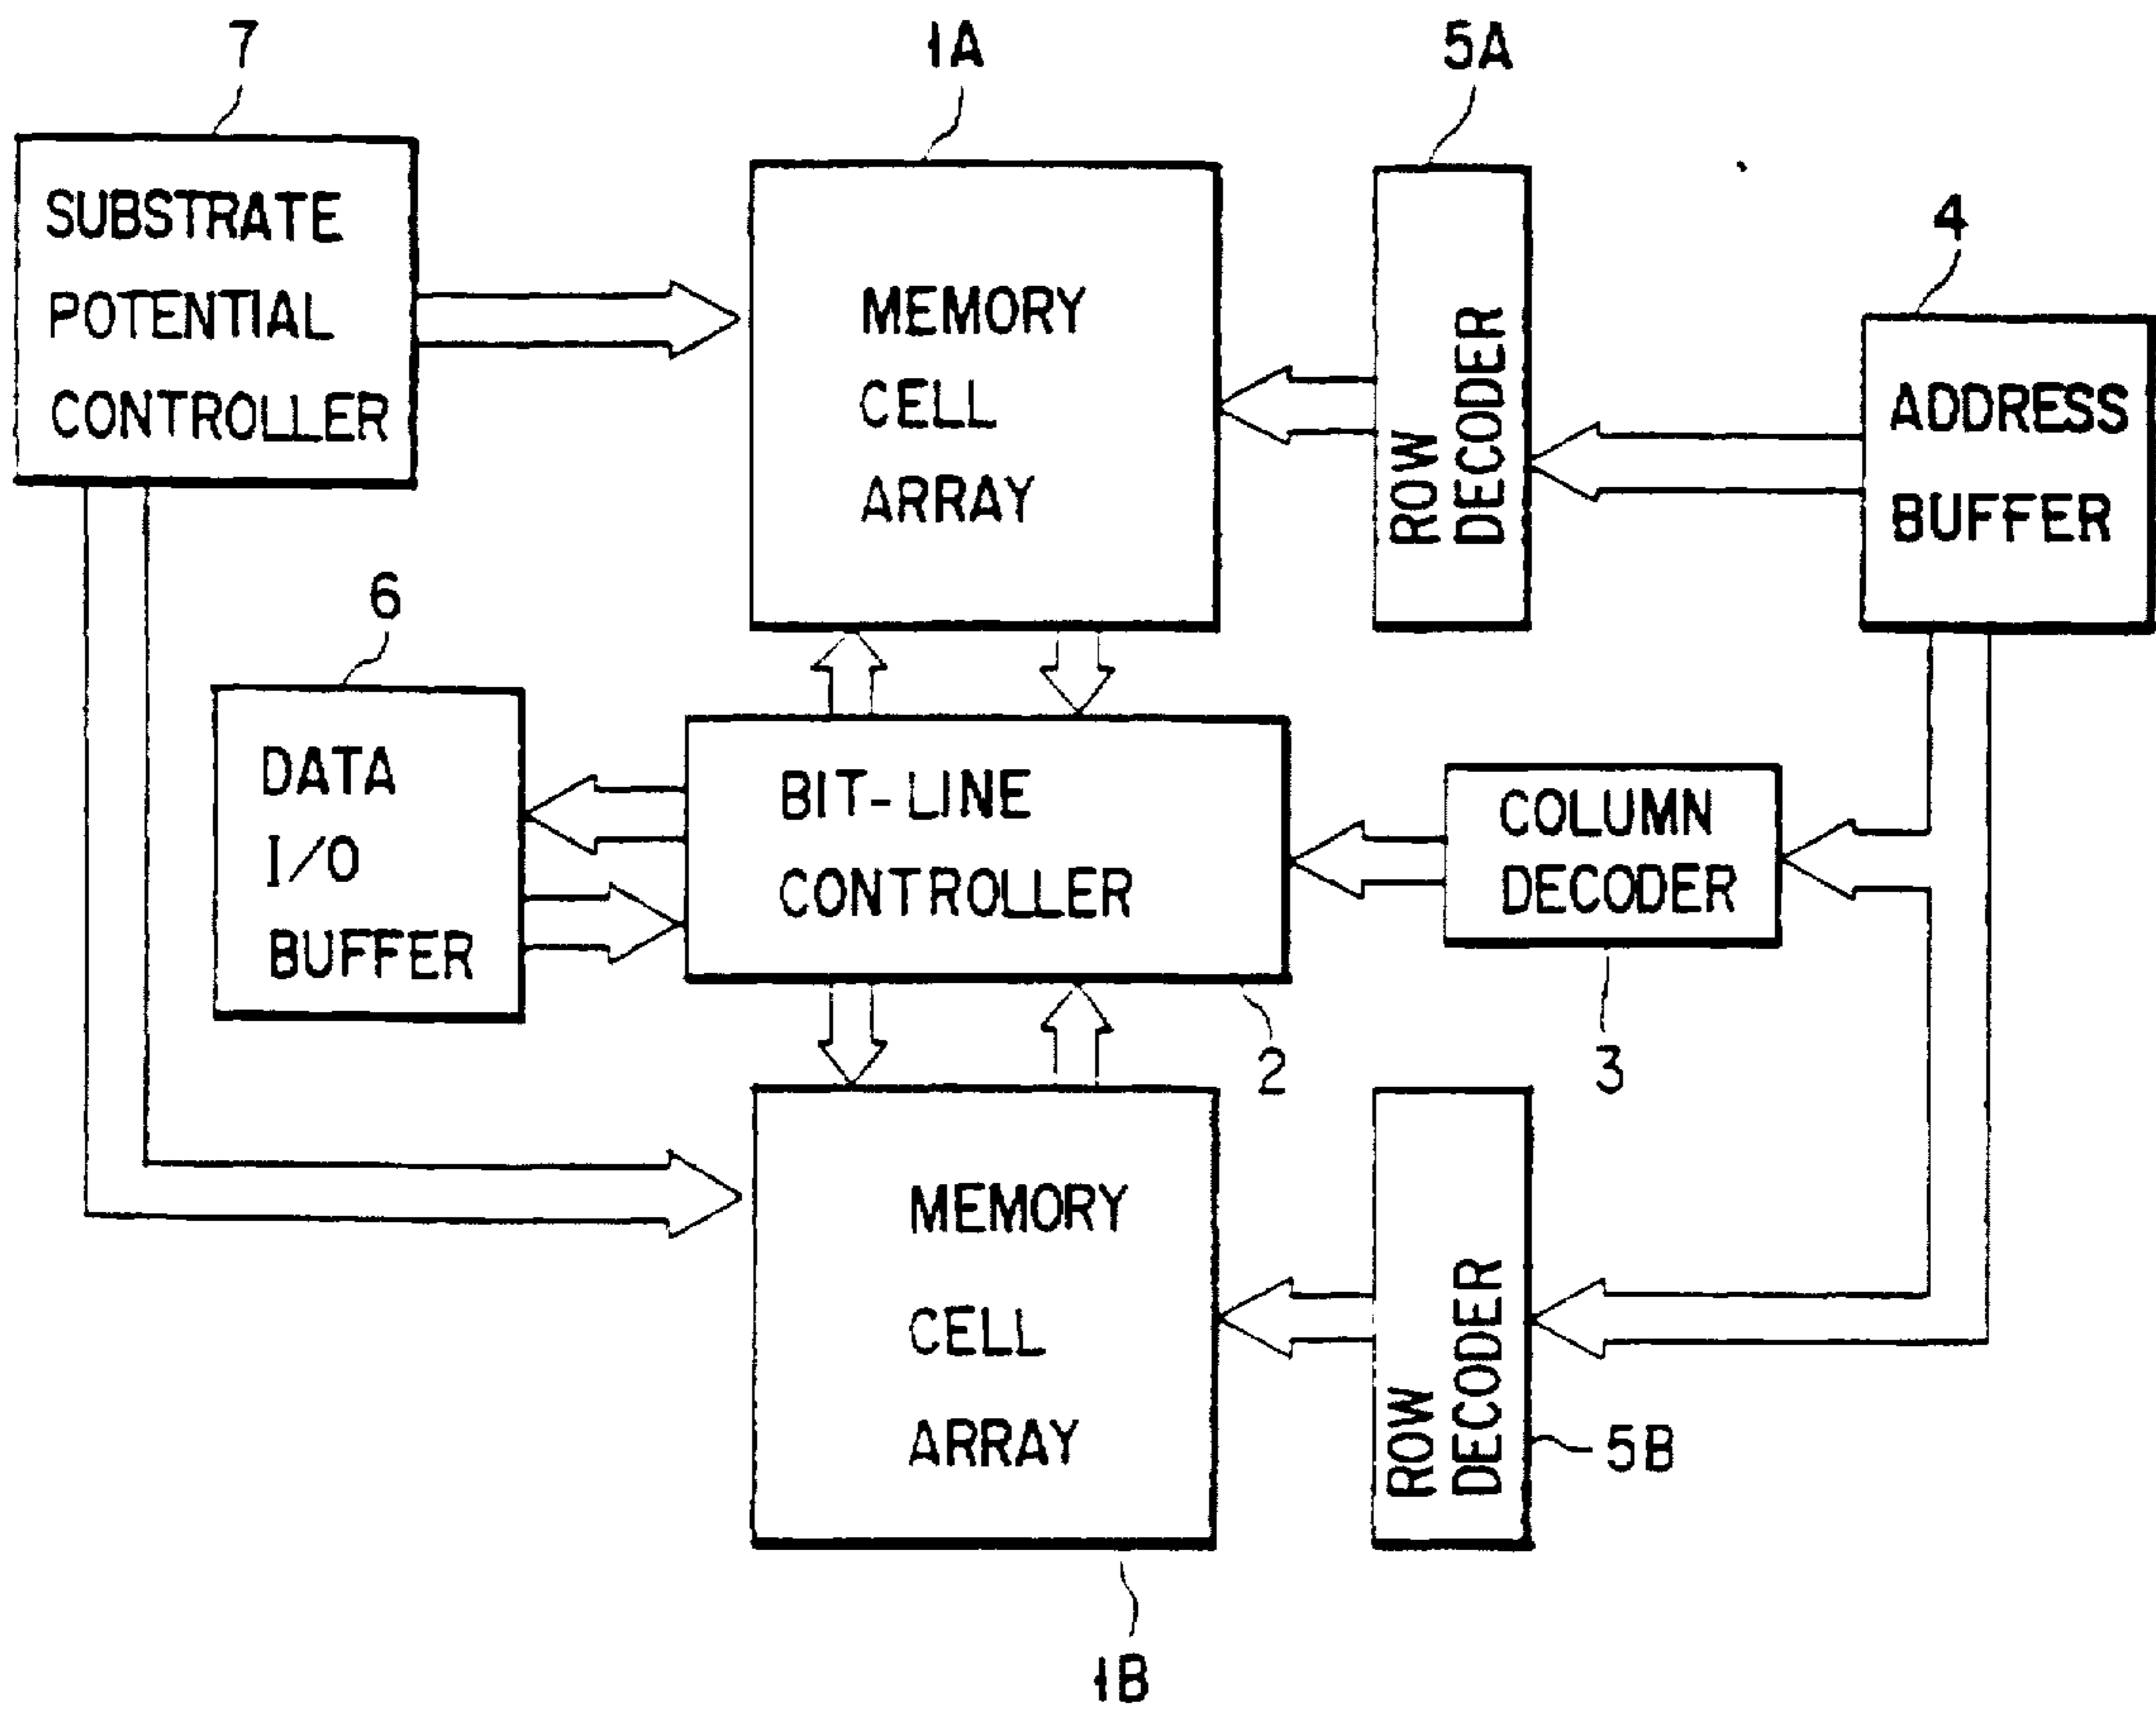 7
1A
5A
SUBSTRATE
POTENTIAL
CONTROLLER
MEMORY
CELL
ARRAY
ROW
DECODER
4
ADDRESS
BUFFER
6
DATA
I/O
BUFFER
BIT-LINE
CONTROLLER
2
COLUMN
DECODER
3
MEMORY
CELL
ARRAY
1B
ROW
DECODER
5B